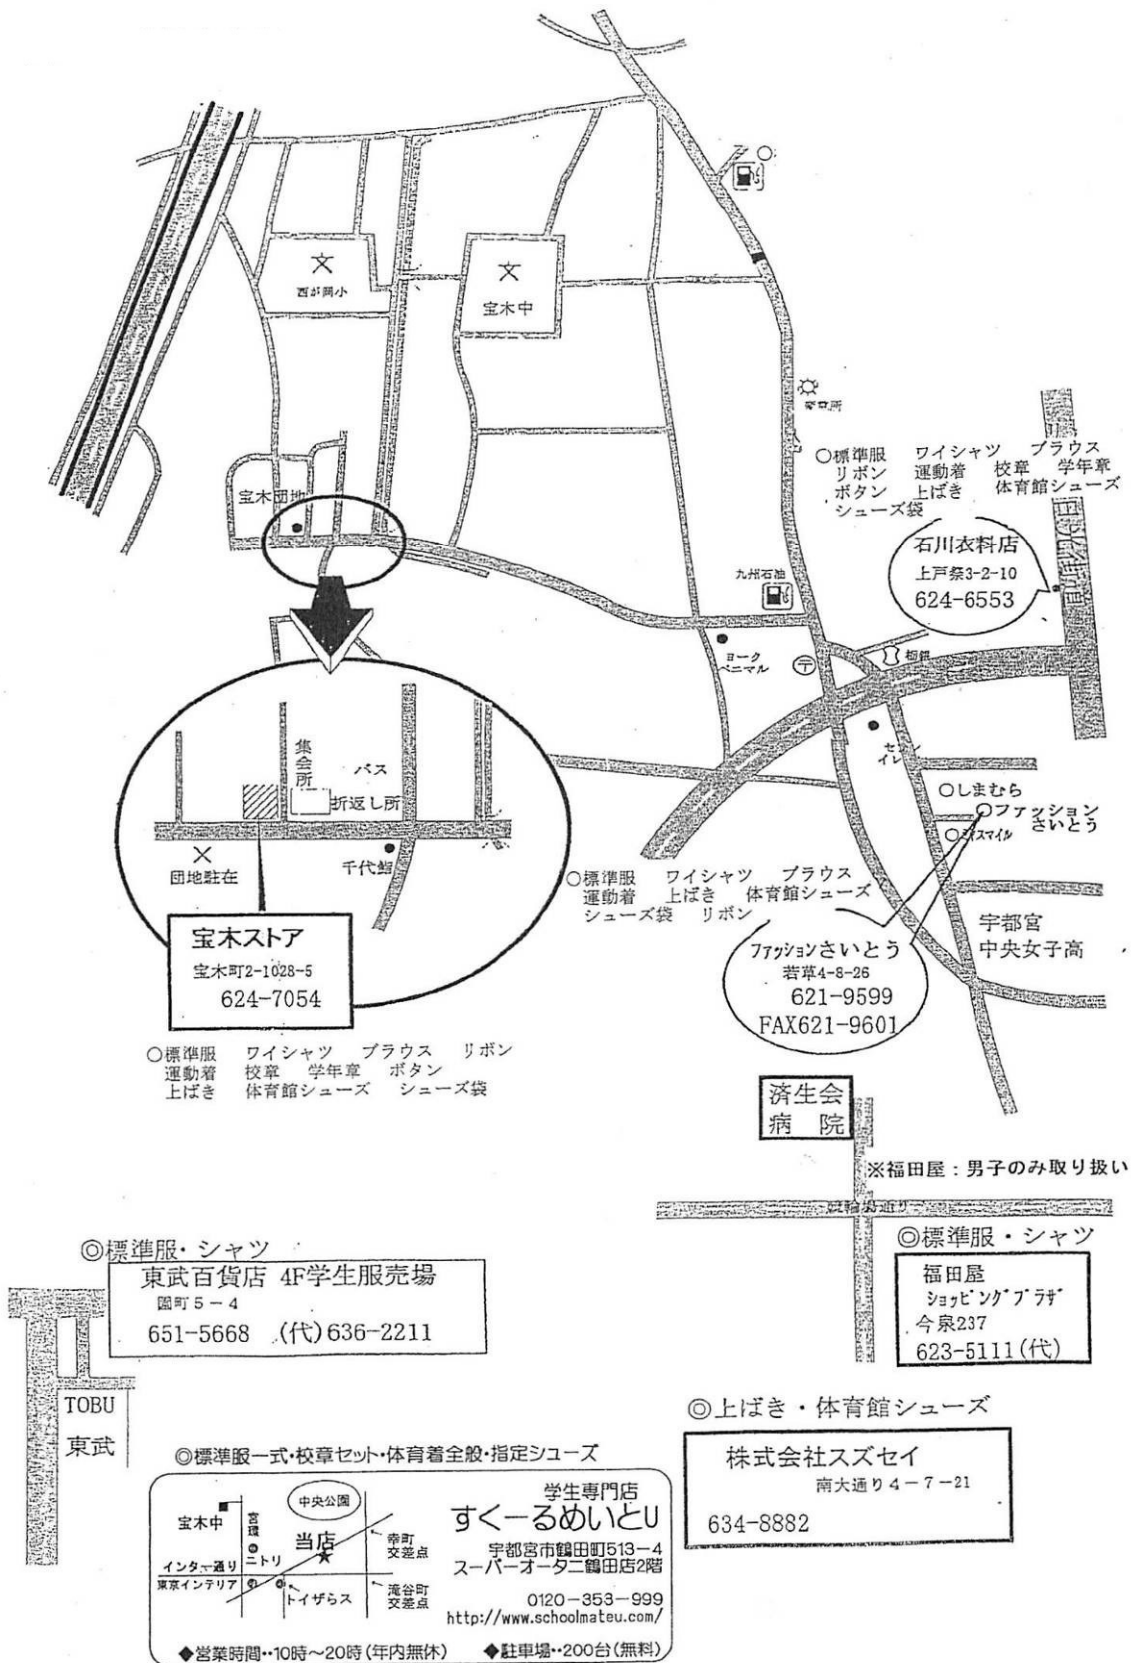 西が岡小
宝木中
宝木団地
○標準服　ワイシャツ　ブラウス
リボン　運動着　校章　学年章
ボタン　上ばき　体育館シューズ
シューズ袋
石川衣料店
上戸祭3-2-10
624-6553
日光街道
九州石油
ヨーク
ベニマル
〒
セブン
イレ
○しまむら
○ファッション
さいとう
集会所
バス
折返し所
団地駐在
千代鮨
宝木ストア
宝木町2-1028-5
624-7054
○標準服　ワイシャツ　ブラウス　リボン
運動着　校章　学年章　ボタン
上ばき　体育館シューズ　シューズ袋
○標準服　ワイシャツ　ブラウス
運動着　上ばき　体育館シューズ
シューズ袋　リボン
ファッションさいとう
若草4-8-26
621-9599
FAX621-9601
宇都宮
中央女子高
済生会
病　院
※福田屋：男子のみ取り扱い
◎標準服・シャツ
福田屋
ショッピングプラザ
今泉237
623-5111(代)
◎標準服・シャツ
東武百貨店 4F学生服売場
園町5-4
651-5668　(代)636-2211
TOBU
東武
◎上ばき・体育館シューズ
株式会社スズセイ
南大通り4-7-21
634-8882
◎標準服一式・校章セット・体育着全般・指定シューズ
中央公園
宝木中
宮環
ニトリ
当店
幸町
交差点
インター通り
東京インテリア
トイザらス
滝谷町
交差点
学生専門店
すくーるめいとU
宇都宮市鶴田町513-4
スーパーオータニ鶴田店2階
0120-353-999
http://www.schoolmateu.com/
◆営業時間‥10時～20時(年内無休)　◆駐車場‥200台(無料)